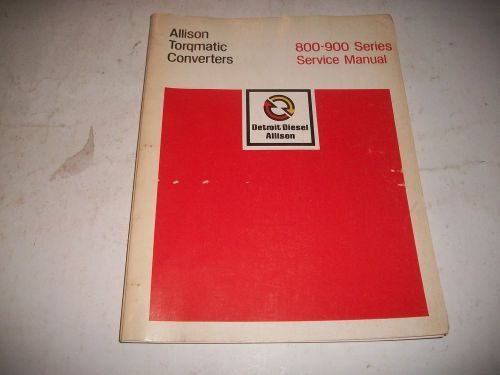 Allison
Torqmatic
Converters
800-900 Series
Service Manual
Detroit Diesel
Allison